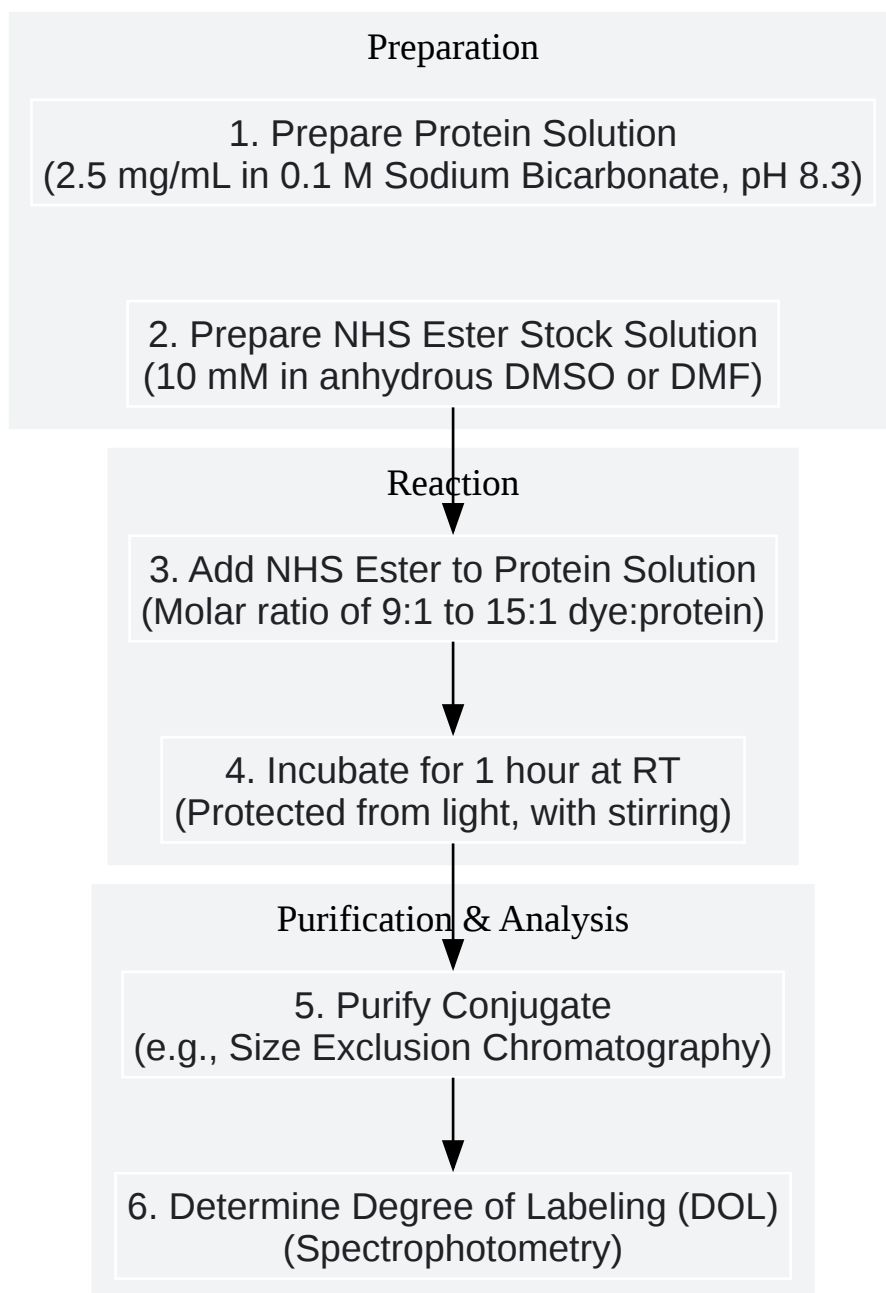 Preparation
1. Prepare Protein Solution
(2.5 mg/mL in 0.1 M Sodium Bicarbonate, pH 8.3)
2. Prepare NHS Ester Stock Solution
(10 mM in anhydrous DMSO or DMF)
Reaction
3. Add NHS Ester to Protein Solution
(Molar ratio of 9:1 to 15:1 dye:protein)
4. Incubate for 1 hour at RT
(Protected from light, with stirring)
Purification & Analysis
5. Purify Conjugate
(e.g., Size Exclusion Chromatography)
6. Determine Degree of Labeling (DOL)
(Spectrophotometry)